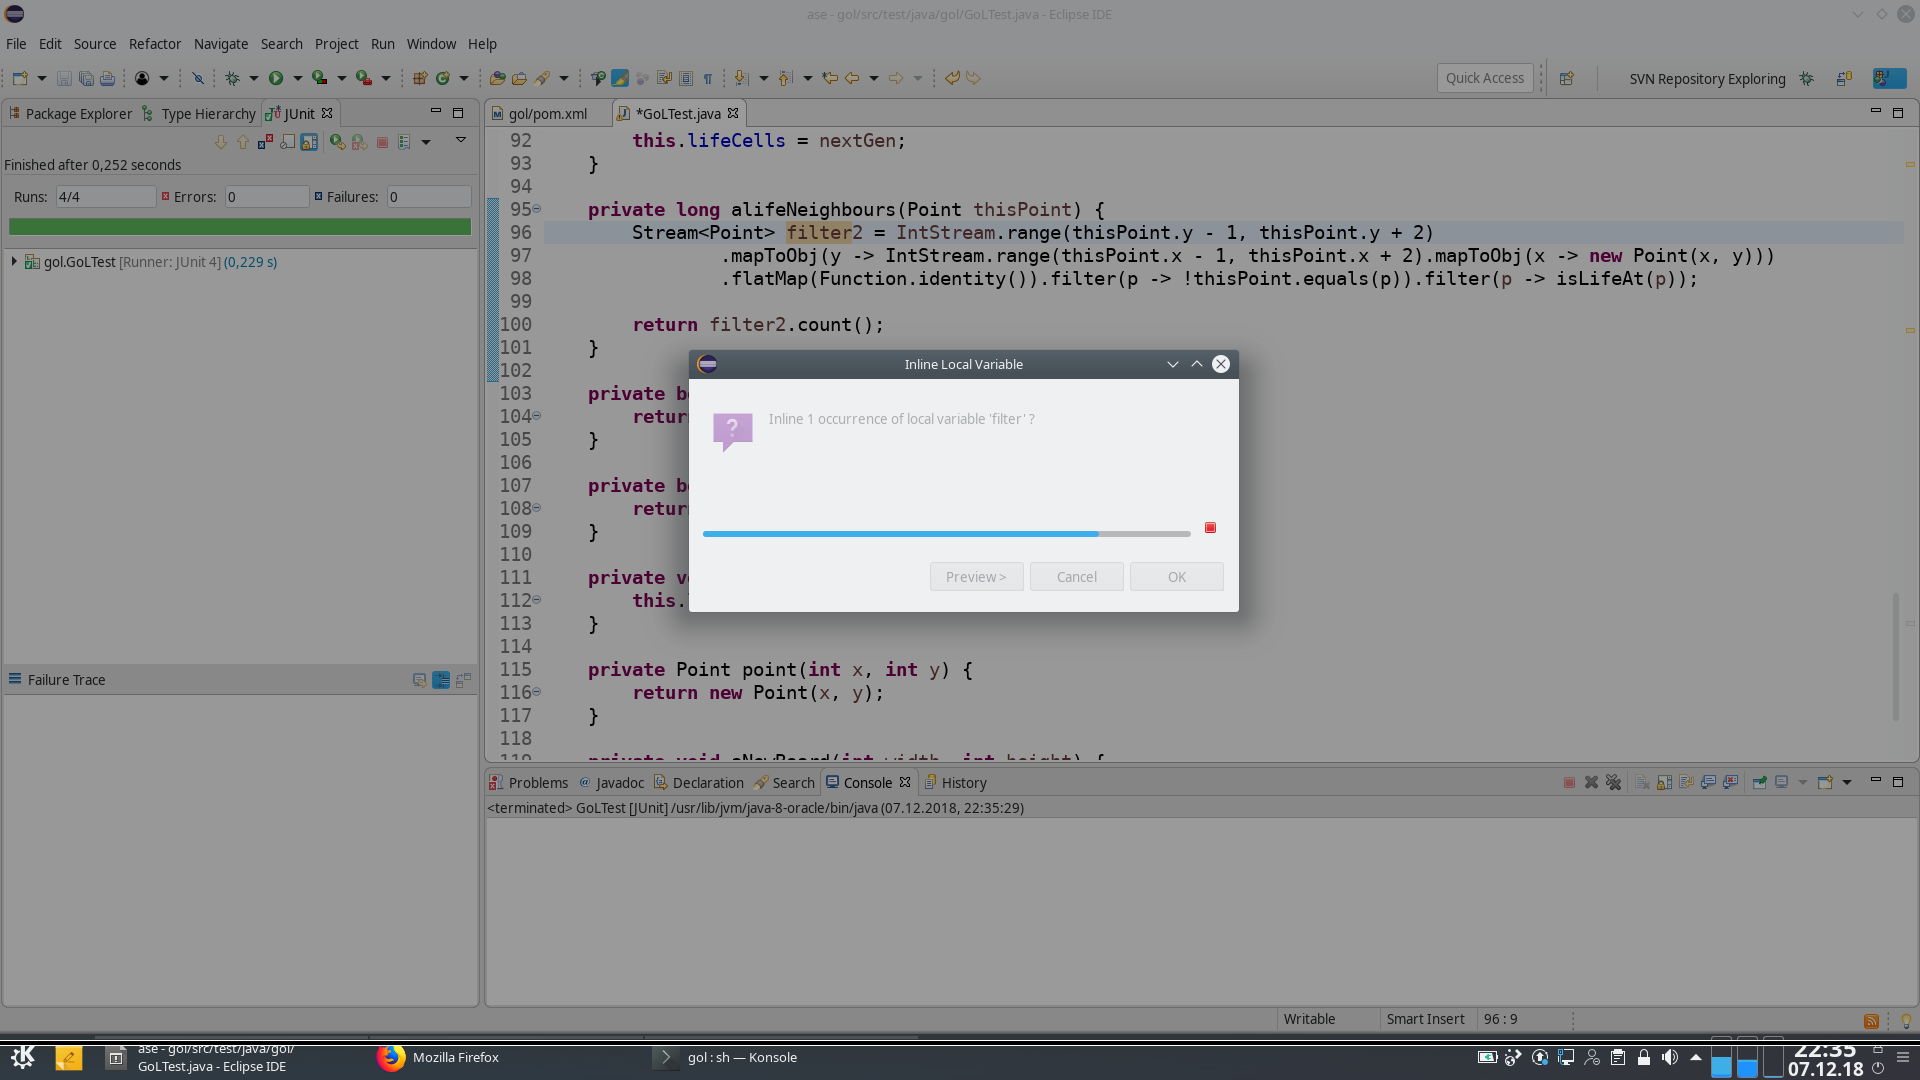 ase - gol/src/test/java/gol/GoLTest.java - Eclipse IDE
File Edit Source Refactor Navigate Search Project Run Window Help
Quick Access
SVN Repository Exploring
Package Explorer Type Hierarchy JUnit
Finished after 0,252 seconds
Runs: 4/4 Errors: 0 Failures: 0
gol.GoLTest [Runner: JUnit 4] (0,229 s)
Failure Trace
gol/pom.xml *GoLTest.java
92 this.lifeCells = nextGen;
93 }
94
95 private long alifeNeighbours(Point thisPoint) {
96 Stream<Point> filter2 = IntStream.range(thisPoint.y - 1, thisPoint.y + 2)
97 .mapToObj(y -> IntStream.range(thisPoint.x - 1, thisPoint.x + 2).mapToObj(x -> new Point(x, y)))
98 .flatMap(Function.identity()).filter(p -> !thisPoint.equals(p)).filter(p -> isLifeAt(p));
99
100 return filter2.count();
101 }
102
103 private b
104 retur
105 }
106
107 private b
108 retur
109 }
110
111 private v
112 this.
113 }
114
115 private Point point(int x, int y) {
116 return new Point(x, y);
117 }
118
119 private void aNewBoard(int width, int height) {
Inline Local Variable
Inline 1 occurrence of local variable 'filter' ?
Preview > Cancel OK
Problems Javadoc Declaration Search Console History
<terminated> GoLTest [JUnit] /usr/lib/jvm/java-8-oracle/bin/java (07.12.2018, 22:35:29)
Writable Smart Insert 96 : 9
ase - gol/src/test/java/gol/
GoLTest.java - Eclipse IDE
Mozilla Firefox
gol : sh — Konsole
22:35
07.12.18